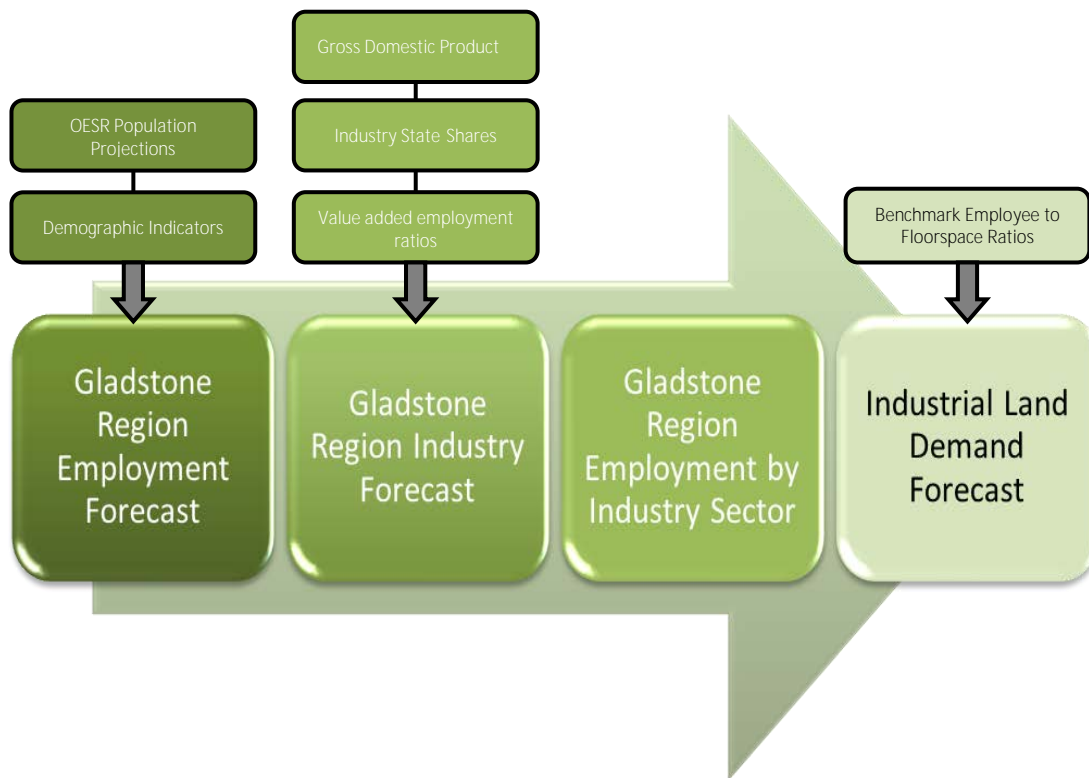 Gross Domestic Product
OESR Population
Projections
Industry State Shares
Demographic Indicators
Value added employment
ratios
Benchmark Employee to
Floorspace Ratios
Gladstone
Region
Employment
Forecast
Gladstone
Region Industry
Forecast
Gladstone
Region
Employment by
Industry Sector
Industrial Land
Demand
Forecast